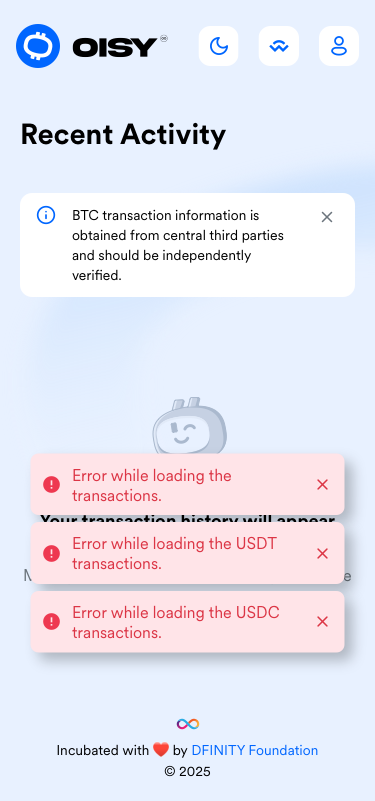 OISY
Recent Activity
BTC transaction information is
obtained from central third parties
and should be independently
verified.
Error while loading the
transactions.
Your transaction history will appear
Error while loading the USDT
transactions.
Error while loading the USDC
transactions.
Incubated with ❤️ by DFINITY Foundation
© 2025